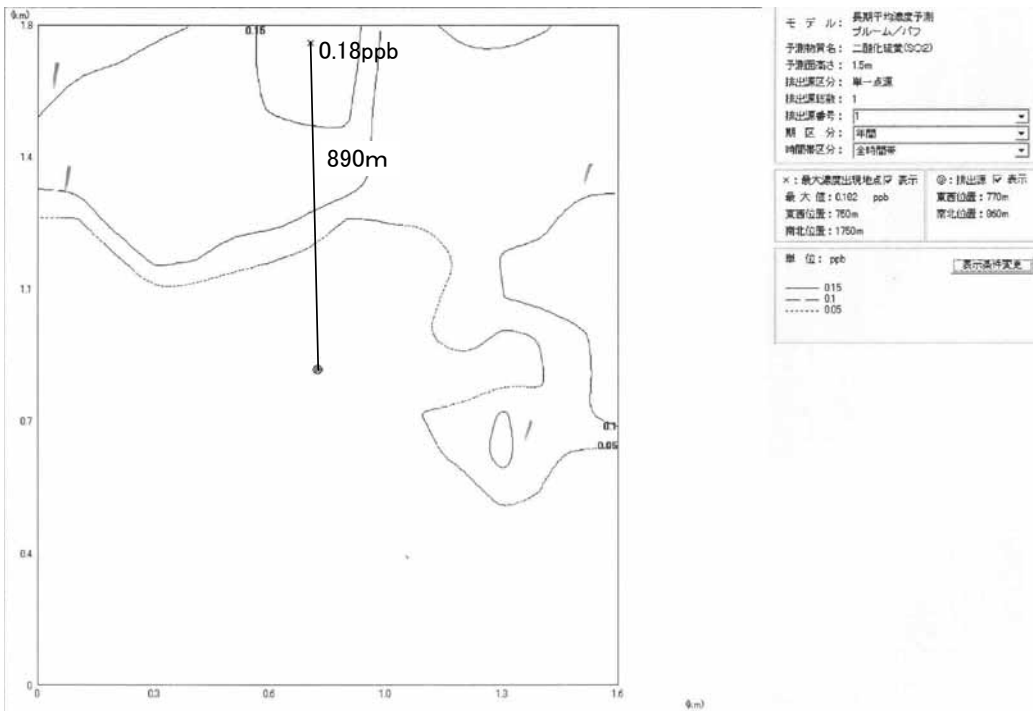 (km)
1.8
1.4
1.1
0.7
0.4
0
0
0.3
0.6
1.0
1.3
1.6
(km)
0.15
0.18ppb
890m
0.1
0.05
モデル： 長期平均濃度予測
プルーム／パフ
予測物質名： 二酸化硫黄(SO2)
予測面高さ： 1.5m
排出源区分： 単一点源
排出源総数： 1
排出源番号： 1
期区分： 年間
時間帯区分： 全時間帯
×：最大濃度出現地点 表示
最大値：0.182 ppb
東西位置：750m
南北位置：1750m
◎：排出源 表示
東西位置：770m
南北位置：860m
単位： ppb
表示条件変更
0.15
0.1
0.05